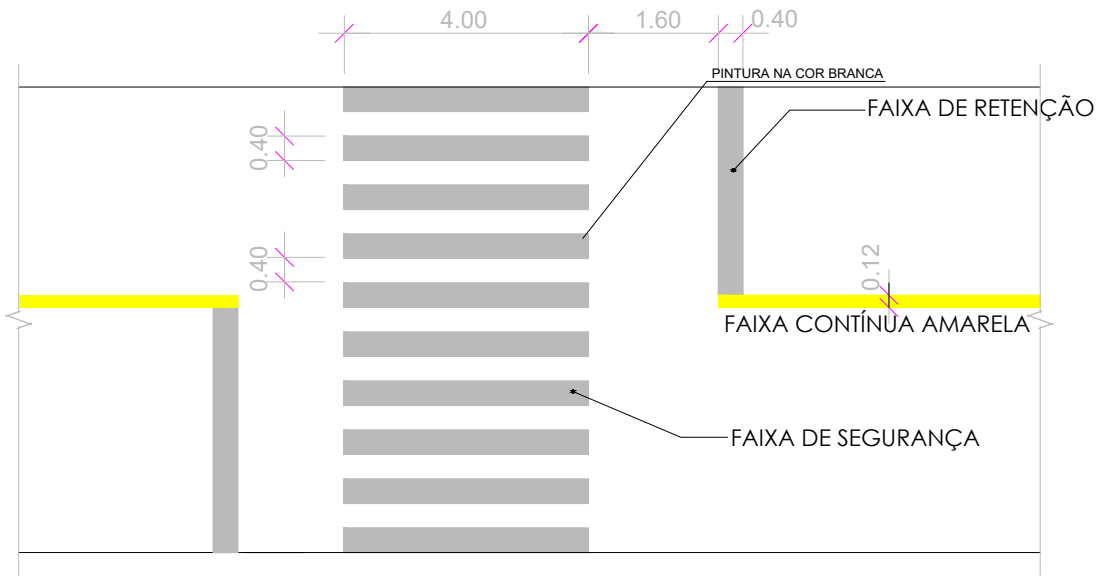 4.00
1.60
0.40
PINTURA NA COR BRANCA
FAIXA DE RETENÇÃO
0.40
0.40
0.12
FAIXA CONTÍNUA AMARELA
FAIXA DE SEGURANÇA